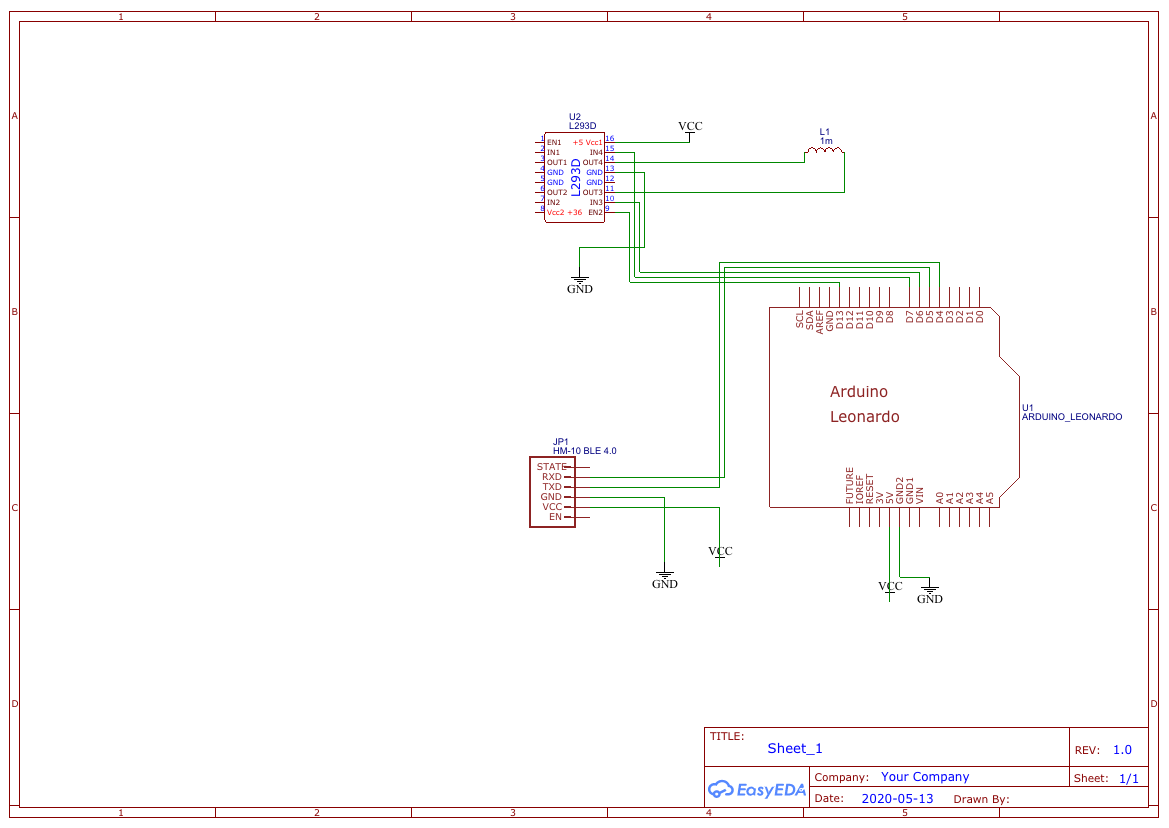 1 2 3 4 5
A A
B B
C C
D D
1 2 3 4 5
U2
L293D
1 EN1 +5 Vcc1 16
2 IN1 IN4 15
3 OUT1 OUT4 14
4 GND GND 13
5 GND GND 12
6 OUT2 OUT3 11
7 IN2 IN3 10
8 Vcc2 +36 EN2 9
L293D
VCC
L1
1m
GND
SCL
SDA
AREF
GND
D13
D12
D11
D10
D9
D8
D7
D6
D5
D4
D3
D2
D1
D0
Arduino
Leonardo
U1
ARDUINO_LEONARDO
FUTURE
IOREF
RESET
3V
5V
GND2
GND1
VIN
A0
A1
A2
A3
A4
A5
JP1
HM-10 BLE 4.0
STATE
RXD
TXD
GND
VCC
EN
VCC
GND
VCC
GND
TITLE:
Sheet_1
REV: 1.0
EasyEDA
Company: Your Company
Sheet: 1/1
Date: 2020-05-13 Drawn By: